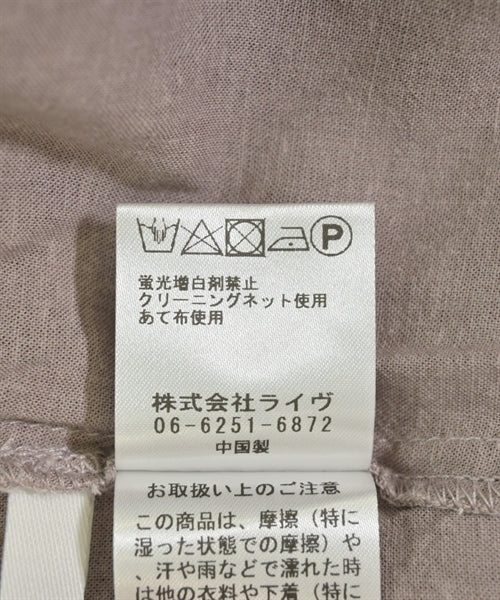 P
蛍光増白剤禁止
クリーニングネット使用
あて布使用
株式会社ライヴ
06-6251-6872
中国製
お取扱い上のご注意
この商品は、摩擦（特に
湿った状態での摩擦）や
、汗や雨などで濡れた時
は他の衣料や下着（特に